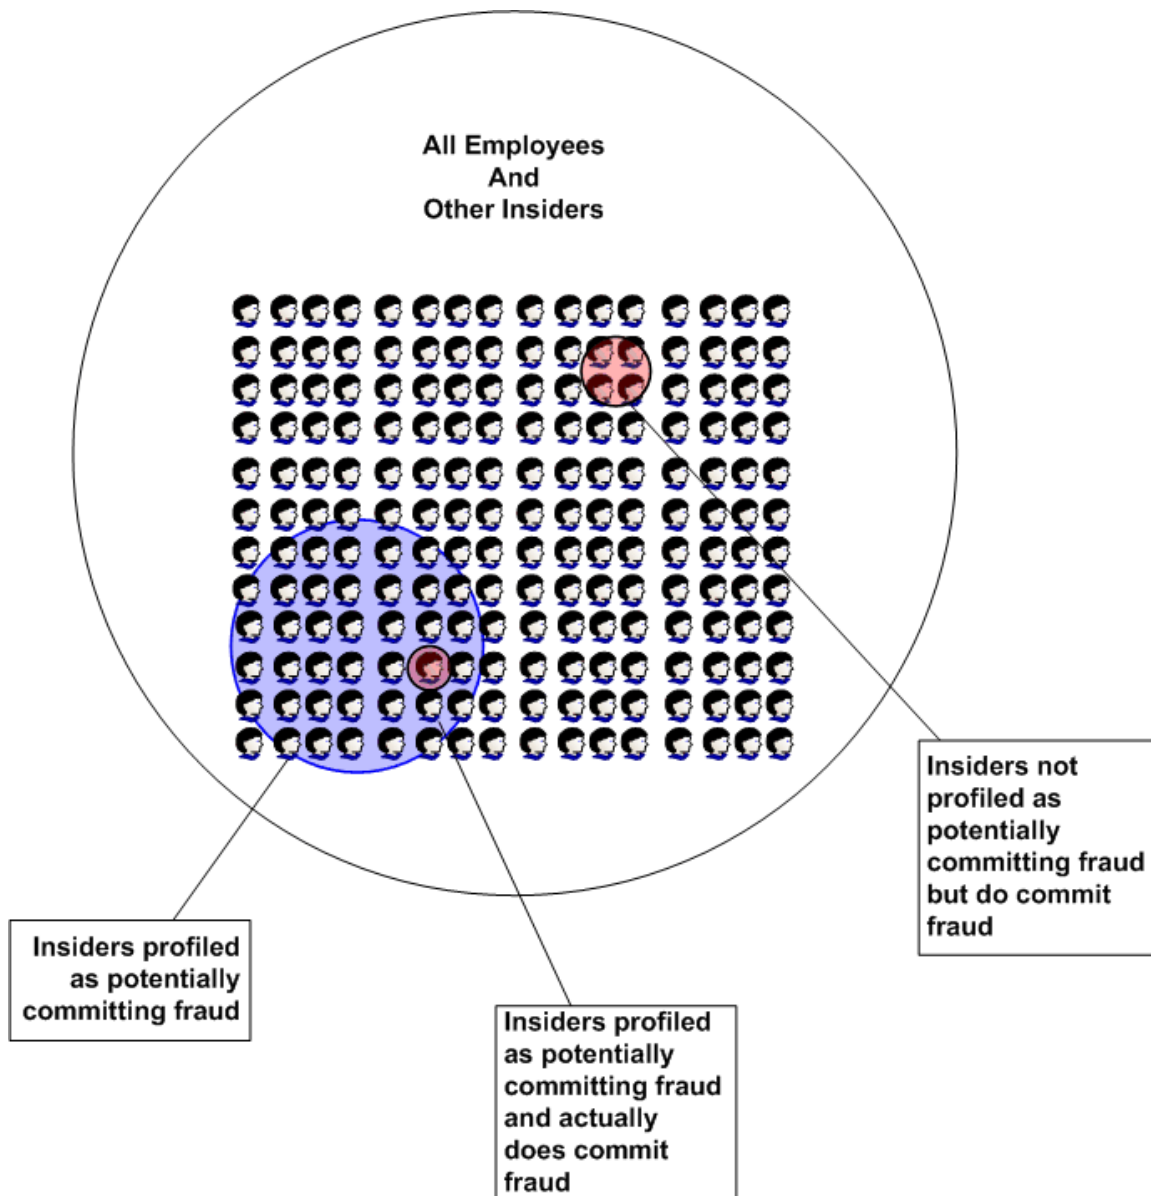 All Employees
And
Other Insiders
Insiders not
profiled as
potentially
committing fraud
but do commit
fraud
Insiders profiled
as potentially
committing fraud
Insiders profiled
as potentially
committing fraud
and actually
does commit
fraud